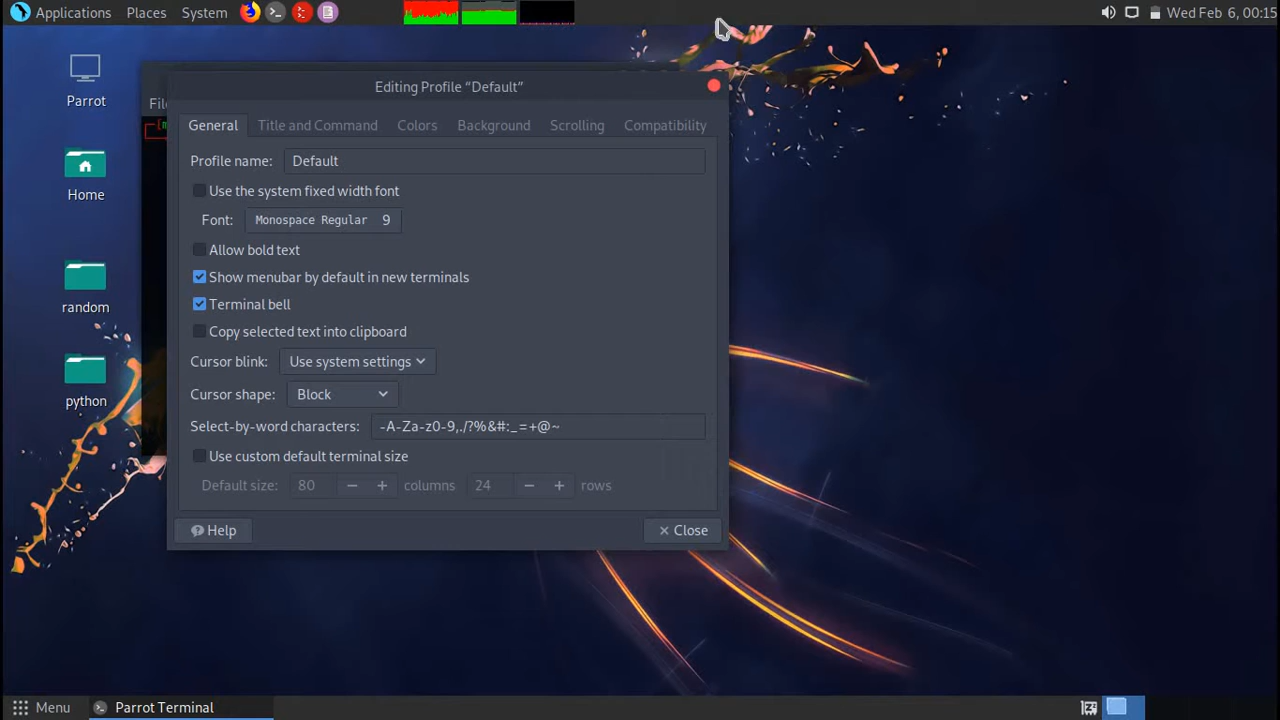 Applications Places System Wed Feb 6, 00:15
Parrot
Home
random
python
Editing Profile “Default”
General Title and Command Colors Background Scrolling Compatibility
Profile name: Default
Use the system fixed width font
Font: Monospace Regular 9
Allow bold text
Show menubar by default in new terminals
Terminal bell
Copy selected text into clipboard
Cursor blink: Use system settings
Cursor shape: Block
Select-by-word characters: -A-Za-z0-9,./?%&#:_=+@~
Use custom default terminal size
Default size: 80 columns 24 rows
Help Close
Menu Parrot Terminal